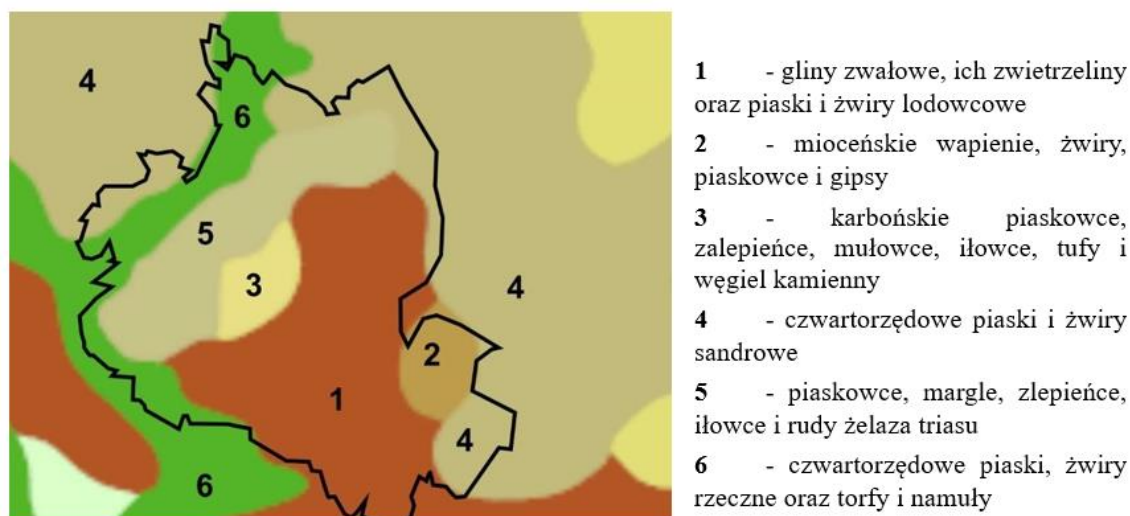 4
6
5
3
4
2
1
4
6
1 - gliny zwałowe, ich zwietrzeliny
oraz piaski i żwiry lodowcowe
2 - mioceńskie wapienie, żwiry,
piaskowce i gipsy
3 - karbońskie piaskowce,
zalepieńce, mułowce, iłowce, tufy i
węgiel kamienny
4 - czwartorzędowe piaski i żwiry
sandrowe
5 - piaskowce, margle, zlepieńce,
iłowce i rudy żelaza triasu
6 - czwartorzędowe piaski, żwiry
rzeczne oraz torfy i namuły